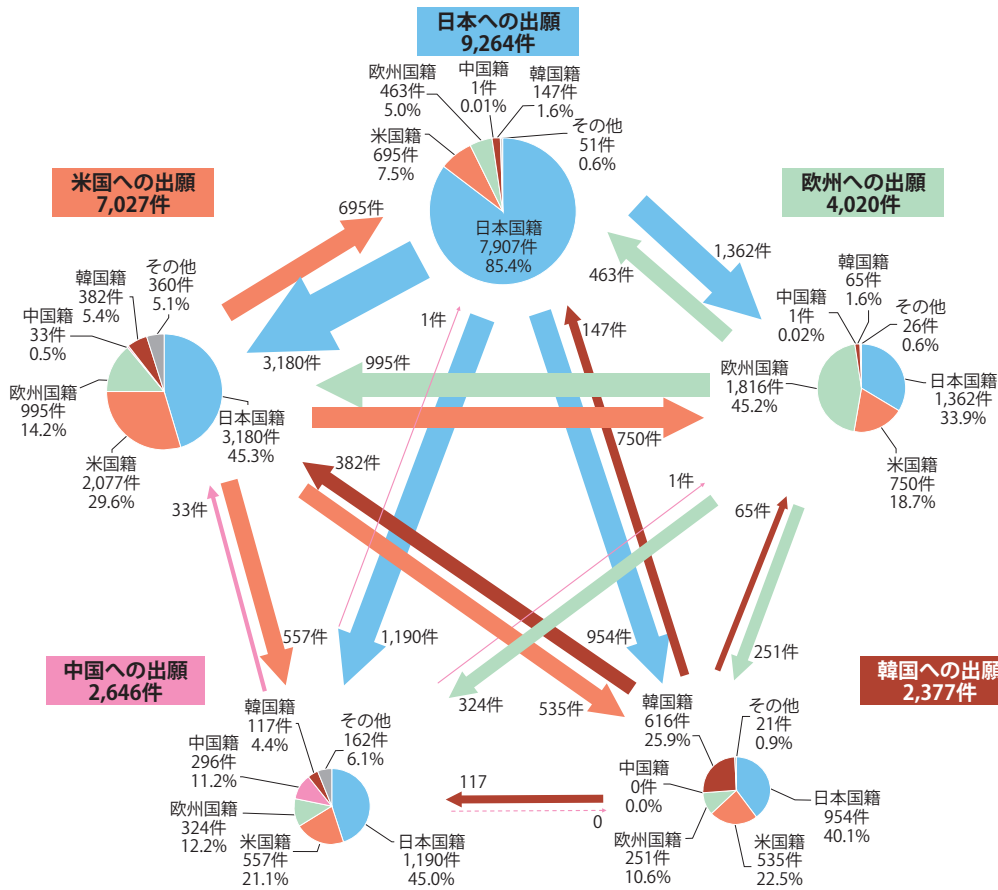 日本への出願
9,264件
欧州国籍
463件
5.0%
中国籍
1件
0.01%
韓国籍
147件
1.6%
その他
51件
0.6%
米国籍
695件
7.5%
日本国籍
7,907件
85.4%
米国への出願
7,027件
欧州への出願
4,020件
695件
1,362件
463件
3,180件
1件
147件
995件
750件
韓国籍
382件
5.4%
その他
360件
5.1%
中国籍
33件
0.5%
欧州国籍
995件
14.2%
米国籍
2,077件
29.6%
日本国籍
3,180件
45.3%
韓国籍
65件
1.6%
中国籍
1件
0.02%
その他
26件
0.6%
欧州国籍
1,816件
45.2%
日本国籍
1,362件
33.9%
米国籍
750件
18.7%
382件
33件
1件
65件
557件
1,190件
954件
251件
324件
535件
中国への出願
2,646件
韓国への出願
2,377件
韓国籍
117件
4.4%
その他
162件
6.1%
中国籍
296件
11.2%
欧州国籍
324件
12.2%
米国籍
557件
21.1%
日本国籍
1,190件
45.0%
117
0
韓国籍
616件
25.9%
その他
21件
0.9%
中国籍
0件
0.0%
欧州国籍
251件
10.6%
米国籍
535件
22.5%
日本国籍
954件
40.1%